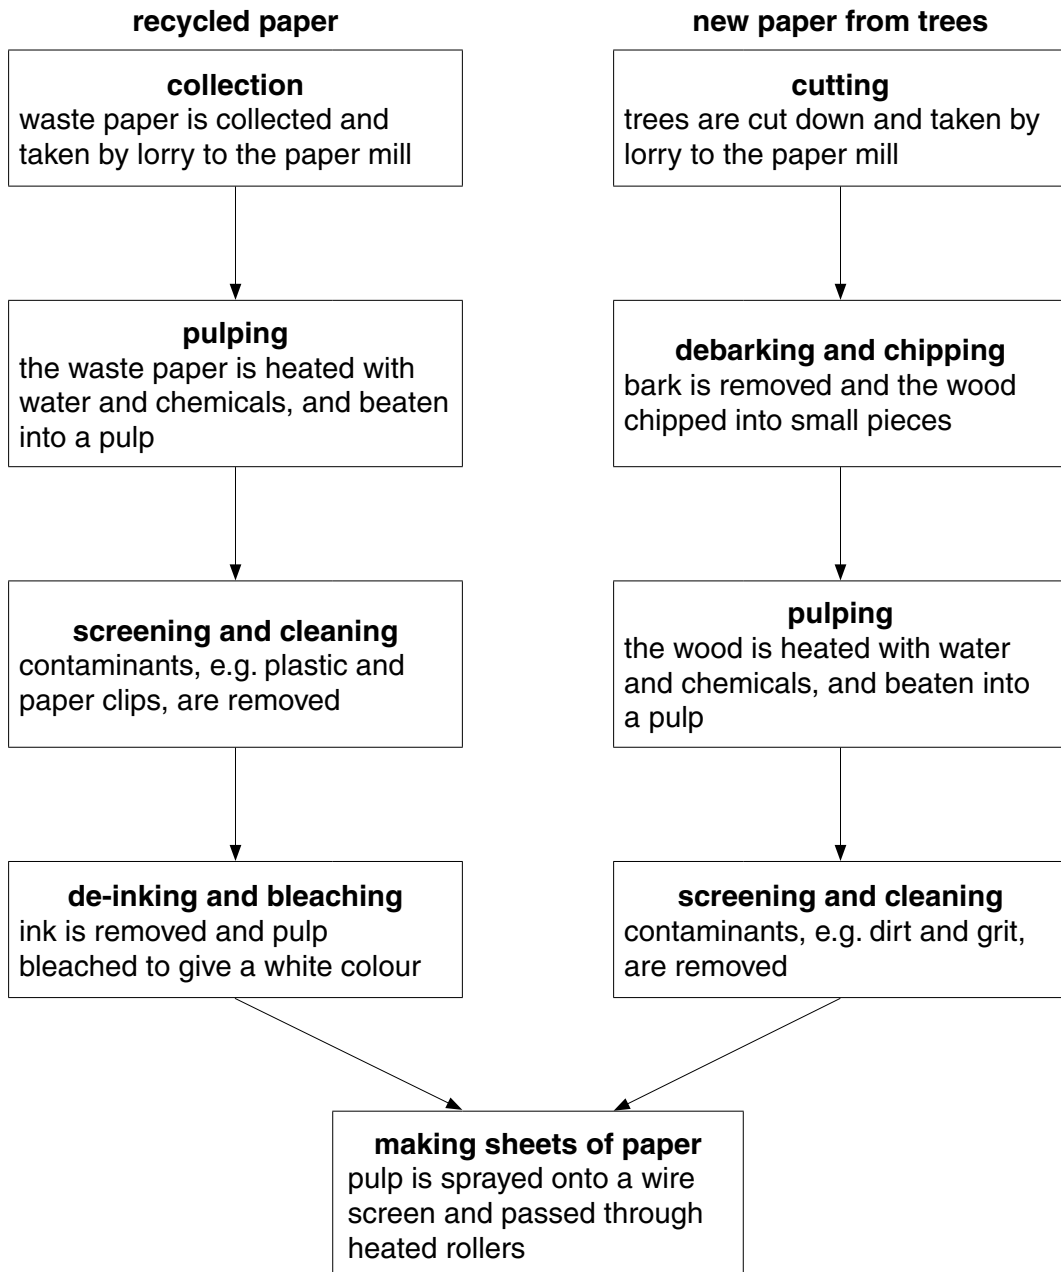 recycled paper
collection
waste paper is collected and
taken by lorry to the paper mill
pulping
the waste paper is heated with
water and chemicals, and beaten
into a pulp
screening and cleaning
contaminants, e.g. plastic and
paper clips, are removed
de-inking and bleaching
ink is removed and pulp
bleached to give a white colour
new paper from trees
cutting
trees are cut down and taken by
lorry to the paper mill
debarking and chipping
bark is removed and the wood
chipped into small pieces
pulping
the wood is heated with water
and chemicals, and beaten into
a pulp
screening and cleaning
contaminants, e.g. dirt and grit,
are removed
making sheets of paper
pulp is sprayed onto a wire
screen and passed through
heated rollers